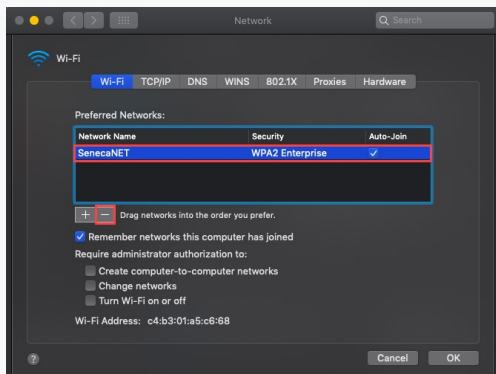 Network
Search
Wi-Fi
Wi-Fi TCP/IP DNS WINS 802.1X Proxies Hardware
Preferred Networks:
Network Name Security Auto-Join
SenecaNET WPA2 Enterprise
+ − Drag networks into the order you prefer.
Remember networks this computer has joined
Require administrator authorization to:
Create computer-to-computer networks
Change networks
Turn Wi-Fi on or off
Wi-Fi Address: c4:b3:01:a5:c6:68
? Cancel OK